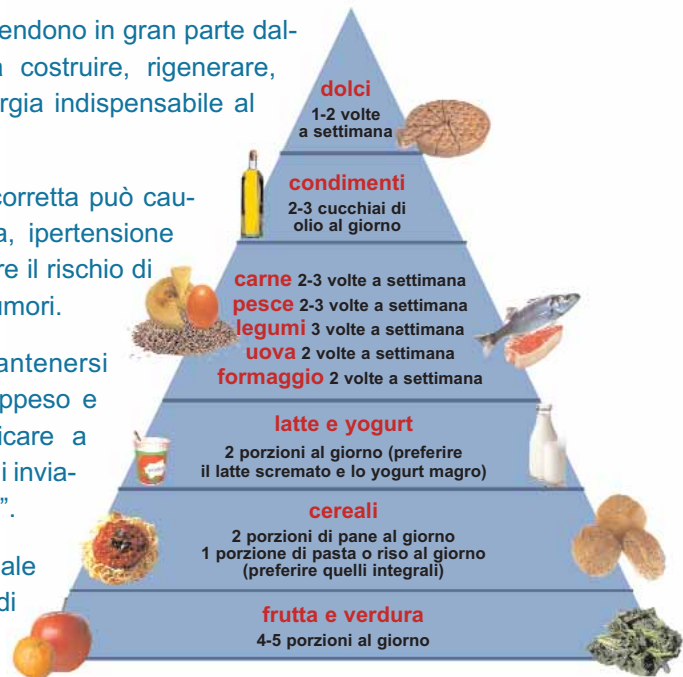 endono in gran parte dal-
costruire, rigenerare,
rgia indispensabile al
corretta può cau-
a, ipertensione
re il rischio di
umori.
antenersi
ppeso e
icare a
i invia-
”.
ale
di
dolci
1-2 volte
a settimana
condimenti
2-3 cucchiai di
olio al giorno
carne 2-3 volte a settimana
pesce 2-3 volte a settimana
legumi 3 volte a settimana
uova 2 volte a settimana
formaggio 2 volte a settimana
latte e yogurt
2 porzioni al giorno (preferire
il latte scremato e lo yogurt magro)
cereali
2 porzioni di pane al giorno
1 porzione di pasta o riso al giorno
(preferire quelli integrali)
frutta e verdura
4-5 porzioni al giorno